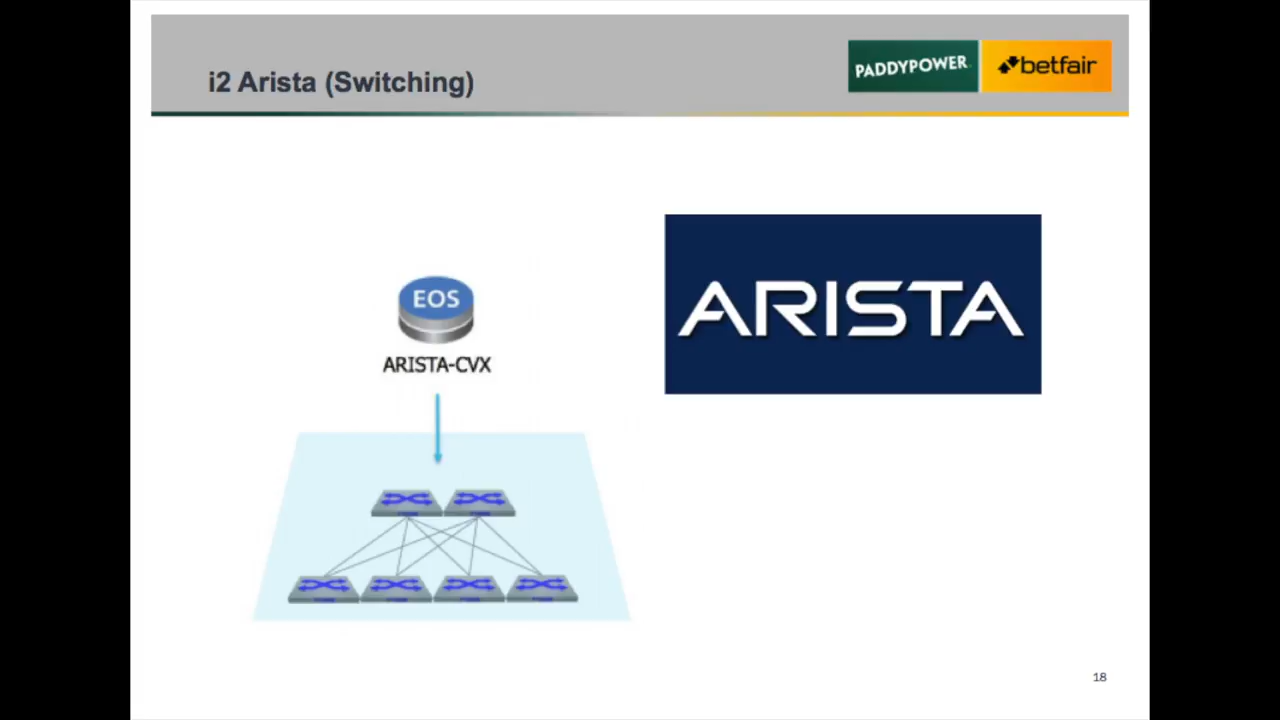 i2 Arista (Switching)
PADDYPOWER.
betfair
ARISTA
EOS
ARISTA-CVX
18